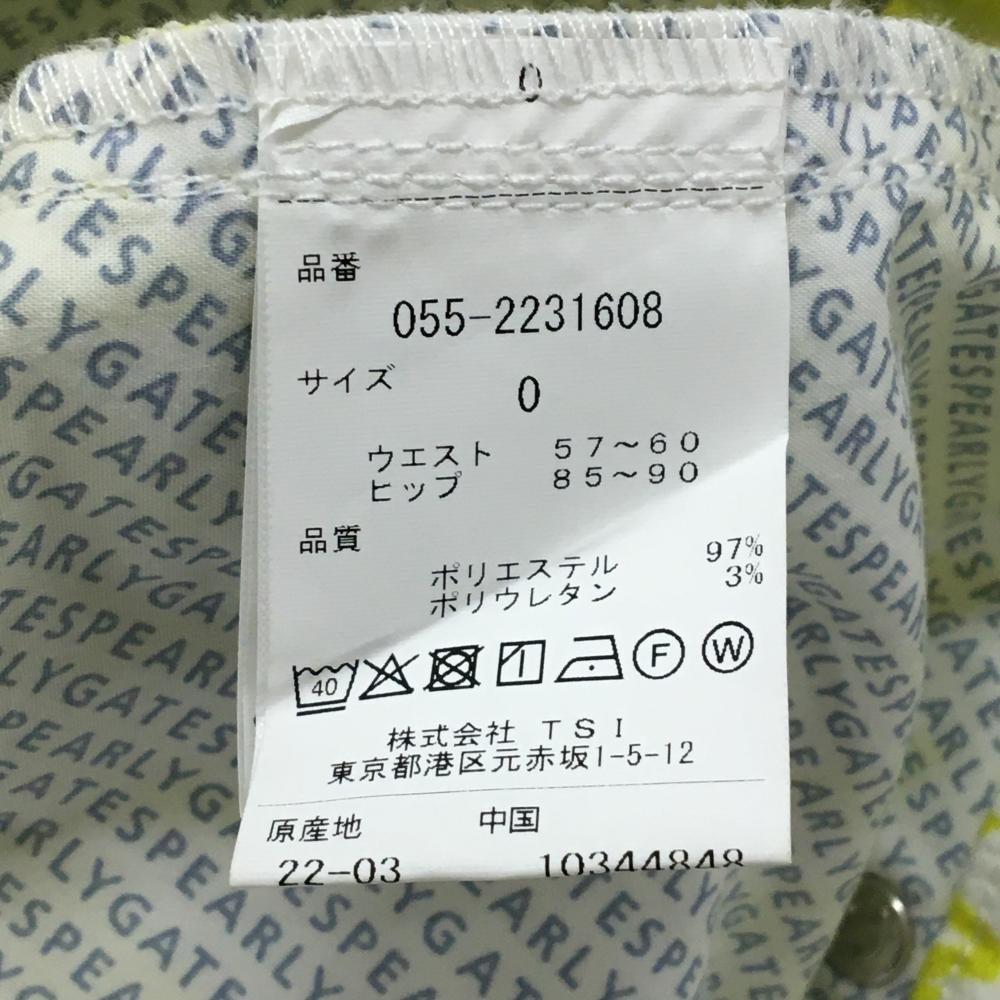 0
品番
055-2231608
サイズ
0
ウエスト 57~60
ヒップ 85~90
品質
ポリエステル 97%
ポリウレタン 3%
40 F W
株式会社 TSI
東京都港区元赤坂1-5-12
原産地 中国
22-03 10344848
PEARLYGATES